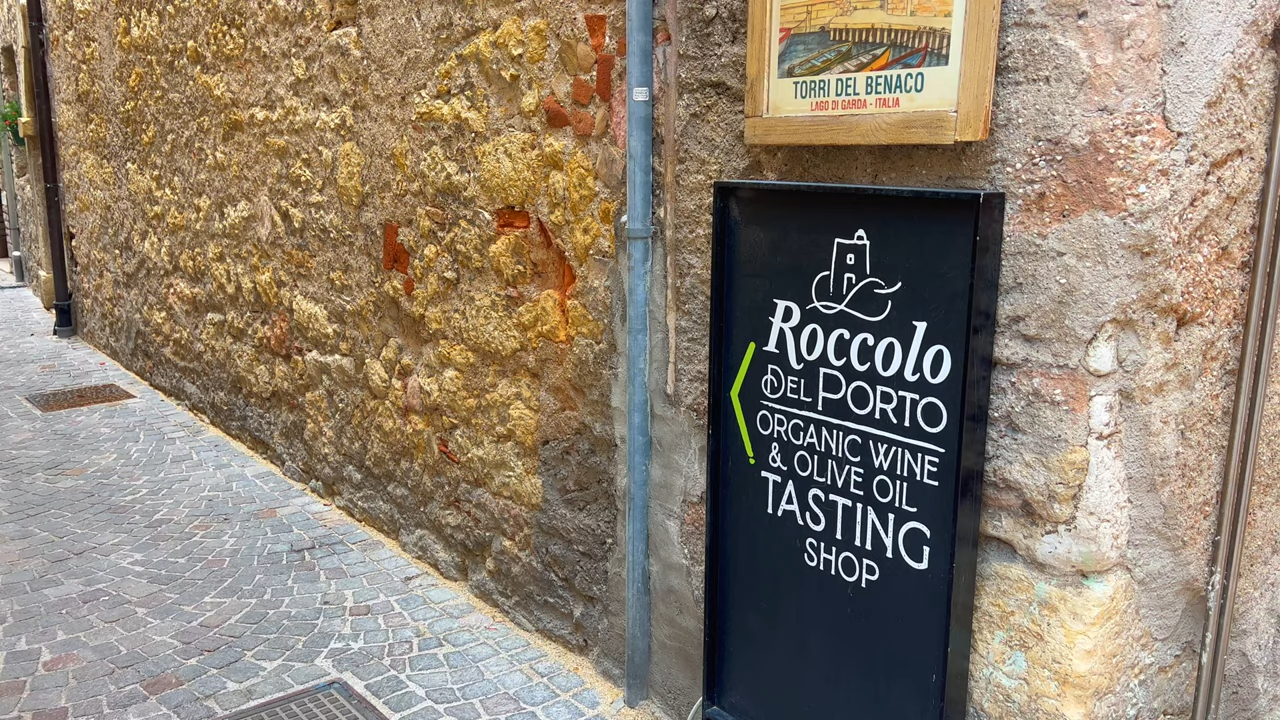 TORRI DEL BENACO
LAGO DI GARDA - ITALIA
Roccolo
DEL PORTO
ORGANIC WINE
& OLIVE OIL
TASTING
SHOP